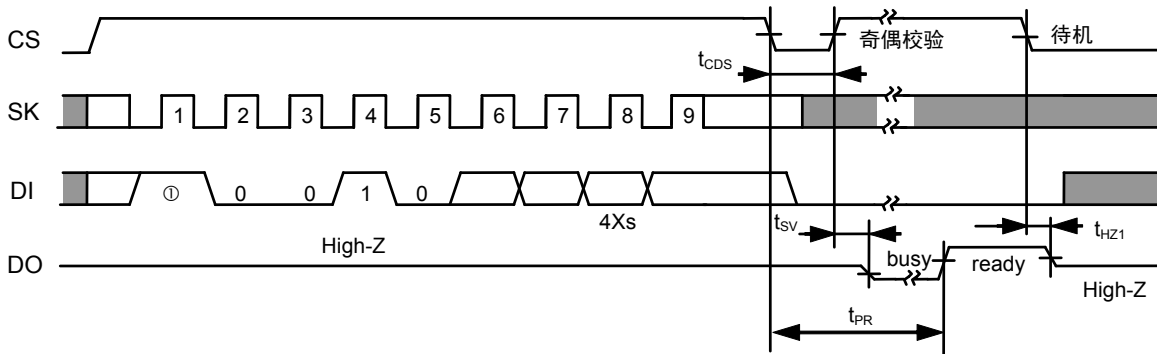 CS
奇偶校验
待机
tCDS
SK
1 2 3 4 5 6 7 8 9
DI
① 0 0 1 0
4Xs
tSV
tHZ1
High-Z
DO
busy
ready
High-Z
tPR